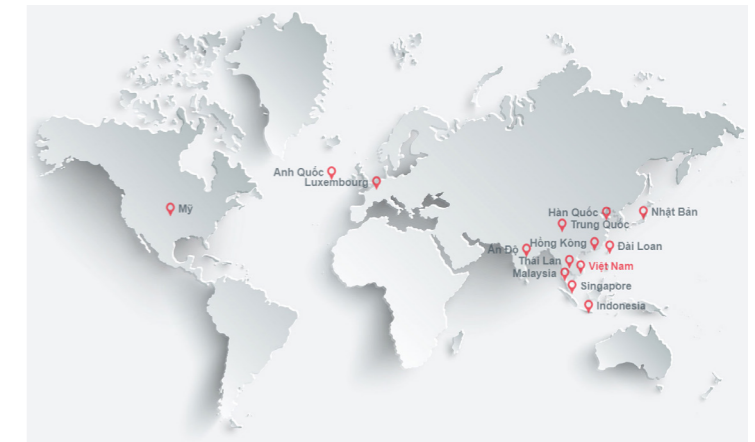 Anh Quốc
Luxembourg
Mỹ
Hàn Quốc
Nhật Bản
Trung Quốc
Hồng Kông
Đài Loan
Ấn Độ
Thái Lan
Việt Nam
Malaysia
Singapore
Indonesia